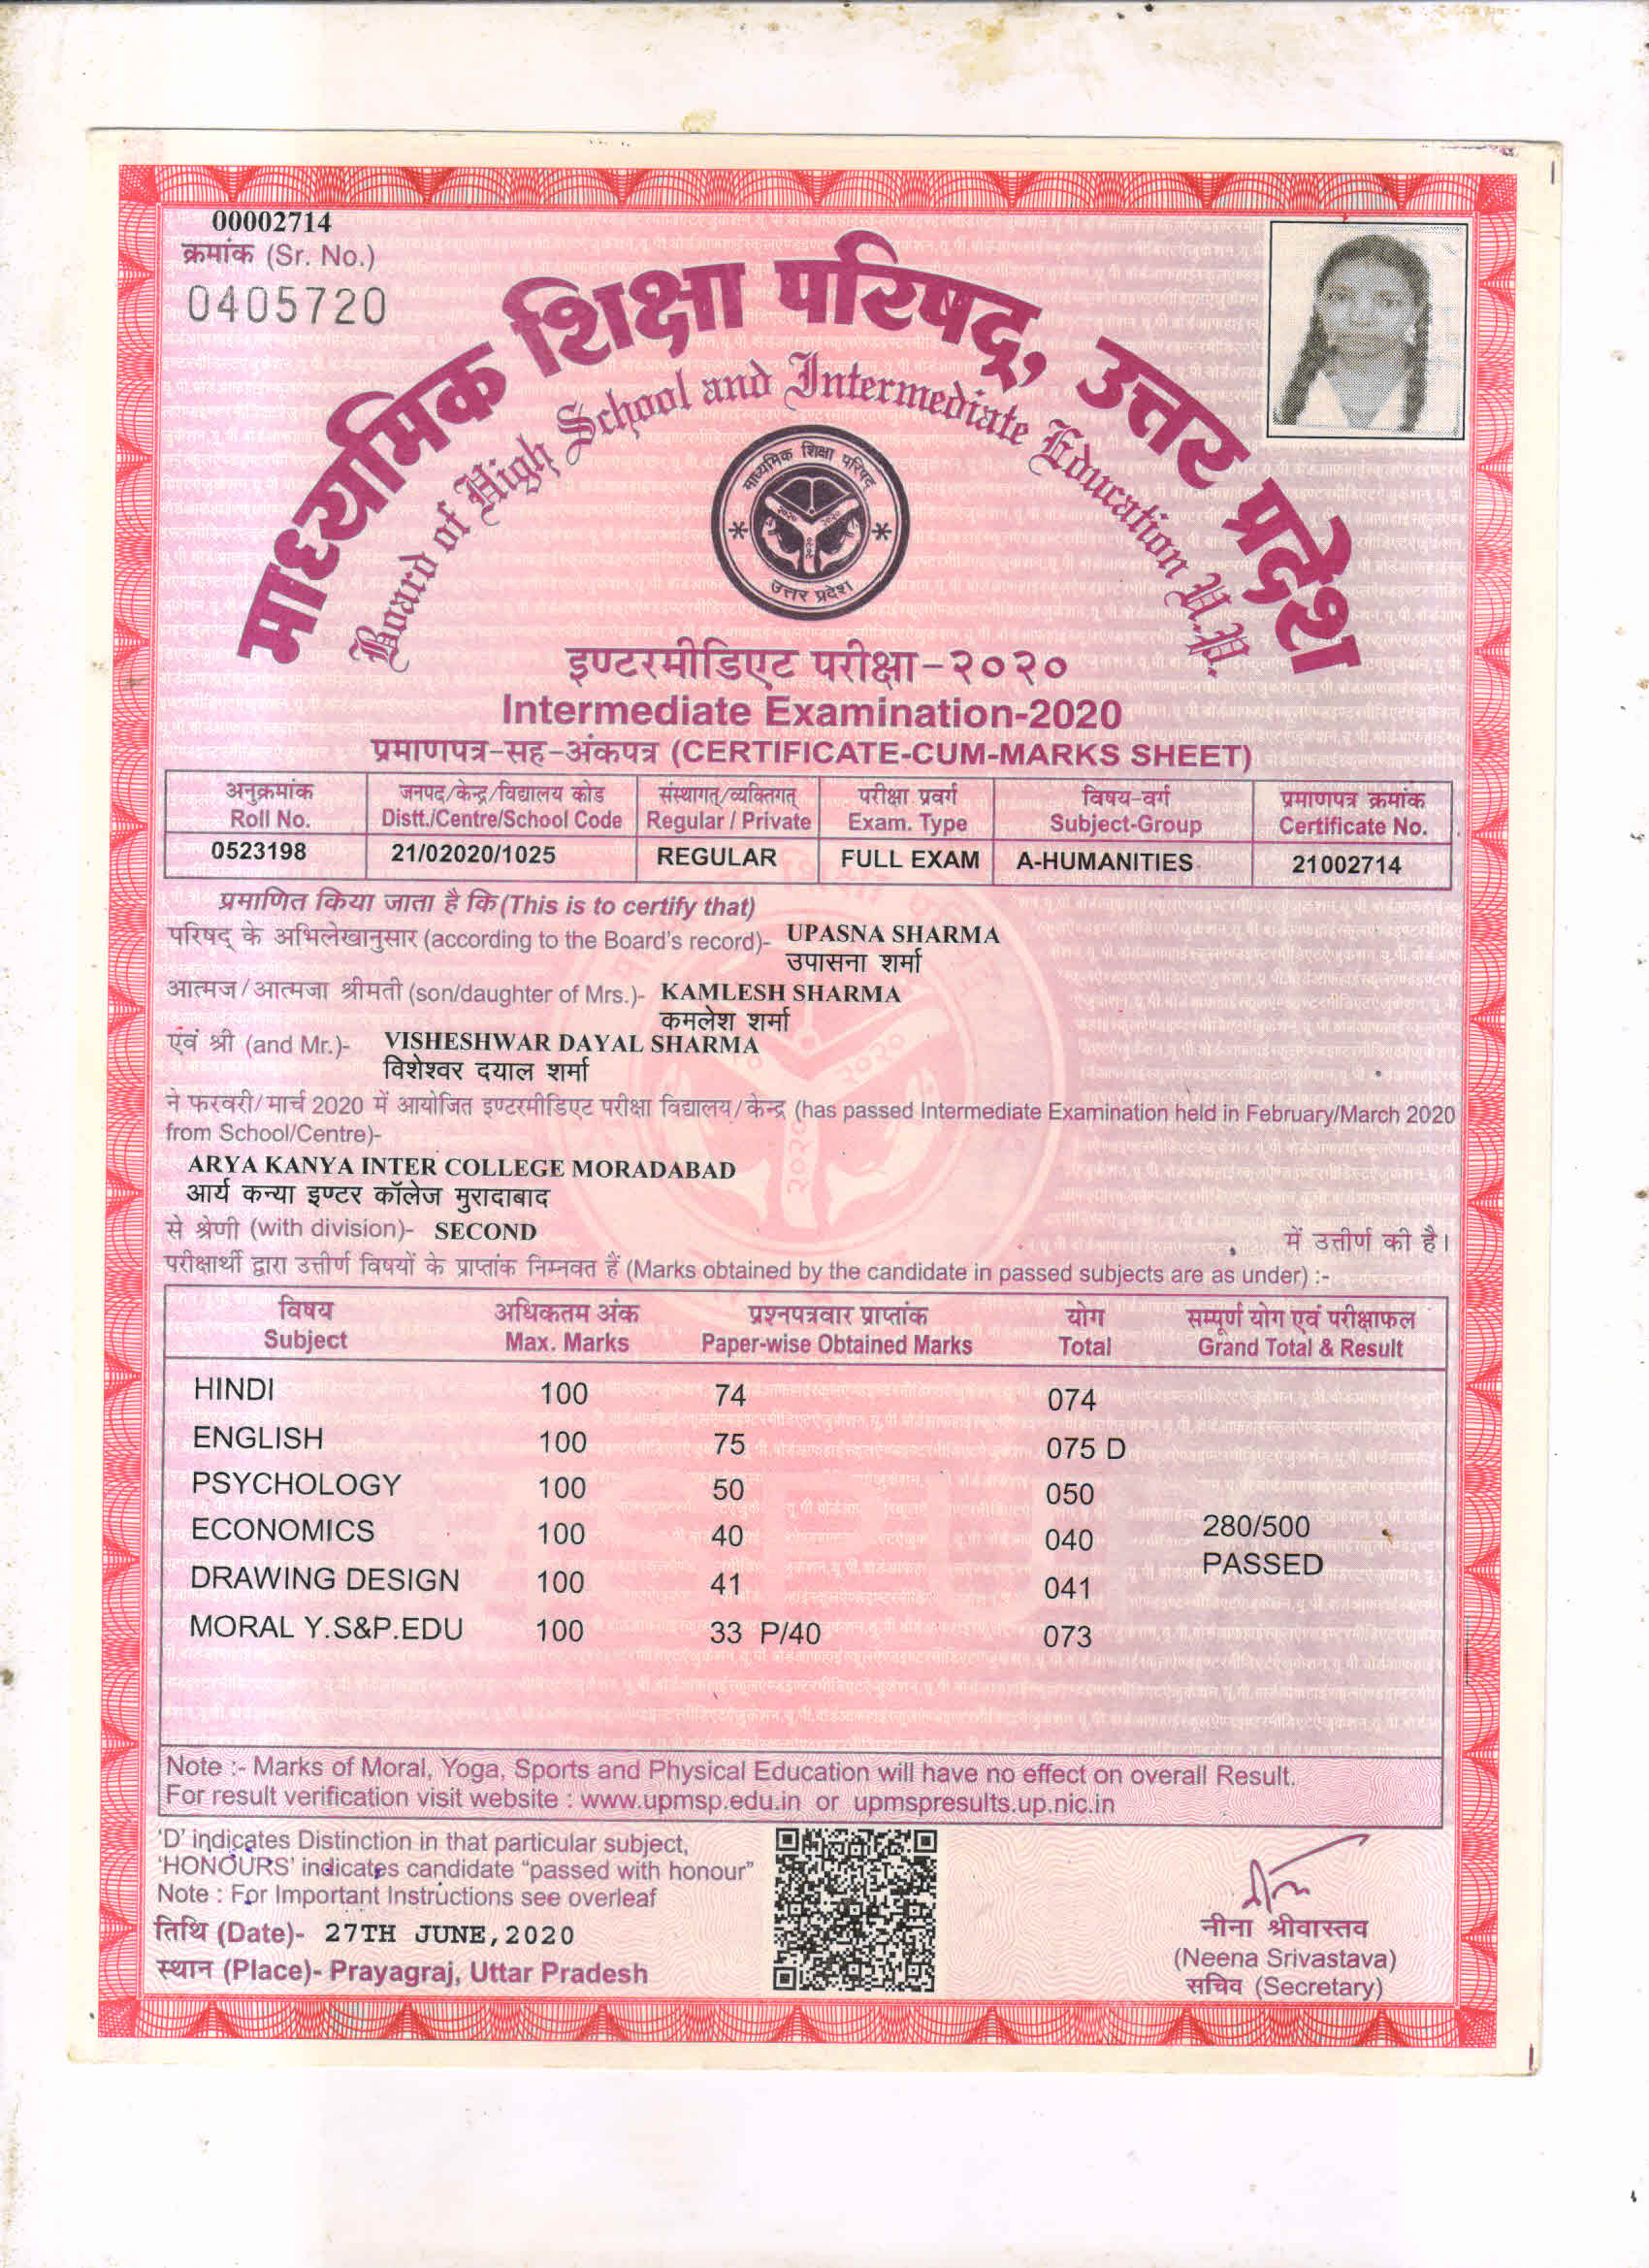 00002714
क्रमांक (Sr. No.)
0405720
माध्यमिक शिक्षा परिषद्, उत्तर प्रदेश
Board of High School and Intermediate Education U.P.
माध्यमिक शिक्षा परिषद्
उत्तर प्रदेश
इण्टरमीडिएट परीक्षा-२०२०
Intermediate Examination-2020
प्रमाणपत्र-सह-अंकपत्र (CERTIFICATE-CUM-MARKS SHEET)
अनुक्रमांक जनपद/केन्द्र/विद्यालय कोड संस्थागत्/व्यक्तिगत् परीक्षा प्रवर्ग विषय-वर्ग प्रमाणपत्र क्रमांक
Roll No. Distt./Centre/School Code Regular / Private Exam. Type Subject-Group Certificate No.
0523198 21/02020/1025 REGULAR FULL EXAM A-HUMANITIES 21002714
प्रमाणित किया जाता है कि (This is to certify that)
परिषद् के अभिलेखानुसार (according to the Board's record)- UPASNA SHARMA
उपासना शर्मा
आत्मज/आत्मजा श्रीमती (son/daughter of Mrs.)- KAMLESH SHARMA
कमलेश शर्मा
एवं श्री (and Mr.)- VISHESHWAR DAYAL SHARMA
विशेश्वर दयाल शर्मा
ने फरवरी/मार्च 2020 में आयोजित इण्टरमीडिएट परीक्षा विद्यालय/केन्द्र (has passed Intermediate Examination held in February/March 2020
from School/Centre)-
ARYA KANYA INTER COLLEGE MORADABAD
आर्य कन्या इण्टर कॉलेज मुरादाबाद
से श्रेणी (with division)- SECOND में उत्तीर्ण की है।
परीक्षार्थी द्वारा उत्तीर्ण विषयों के प्राप्तांक निम्नवत हैं (Marks obtained by the candidate in passed subjects are as under) :-
विषय अधिकतम अंक प्रश्नपत्रवार प्राप्तांक योग सम्पूर्ण योग एवं परीक्षाफल
Subject Max. Marks Paper-wise Obtained Marks Total Grand Total & Result
HINDI 100 74 074
ENGLISH 100 75 075 D
PSYCHOLOGY 100 50 050
ECONOMICS 100 40 040 280/500
PASSED
DRAWING DESIGN 100 41 041
MORAL Y.S&P.EDU 100 33 P/40 073
Note :- Marks of Moral, Yoga, Sports and Physical Education will have no effect on overall Result.
For result verification visit website : www.upmsp.edu.in or upmspresults.up.nic.in
'D' indicates Distinction in that particular subject,
'HONOURS' indicates candidate "passed with honour"
Note : For Important Instructions see overleaf
तिथि (Date)- 27TH JUNE,2020
स्थान (Place)- Prayagraj, Uttar Pradesh
नीना श्रीवास्तव
(Neena Srivastava)
सचिव (Secretary)